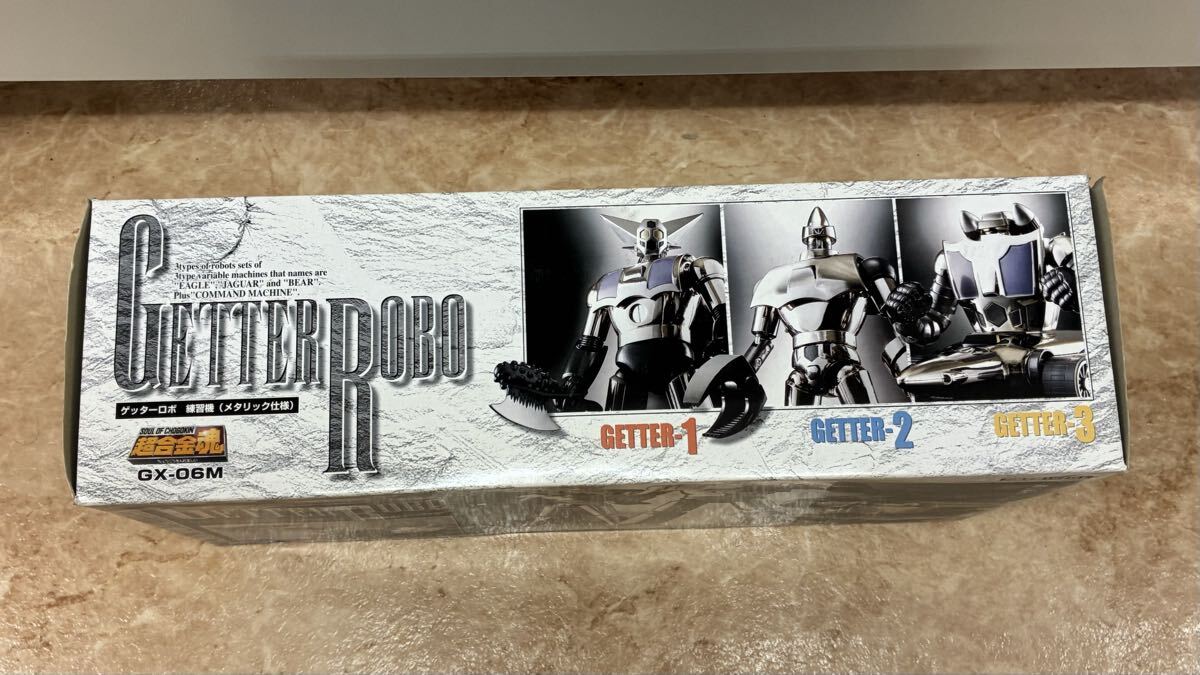 GETTER ROBO
3types of robots sets of
3type variable machines that names are
"EAGLE","JAGUAR" and "BEAR".
Plus"COMMAND MACHINE".
ゲッターロボ 練習機(メタリック仕様)
SOUL OF CHOGOKIN
超合金魂
GX-06M
GETTER-1
GETTER-2
GETTER-3